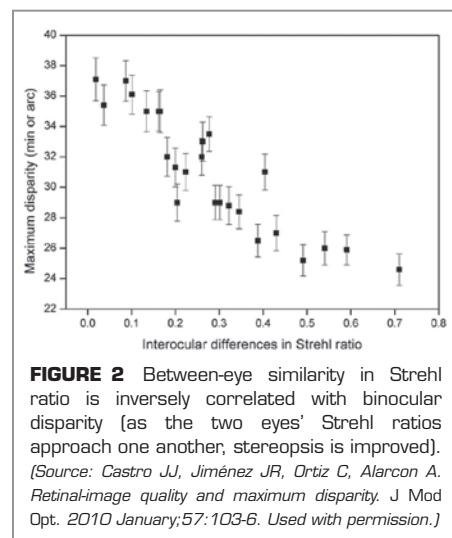 40
38
36
34
32
30
28
26
24
22
Maximum disparity (min or arc)
0.0 0.1 0.2 0.3 0.4 0.5 0.6 0.7 0.8
Interocular differences in Strehl ratio
FIGURE 2 Between-eye similarity in Strehl
ratio is inversely correlated with binocular
disparity (as the two eyes' Strehl ratios
approach one another, stereopsis is improved).
(Source: Castro JJ, Jiménez JR, Ortiz C, Alarcon A.
Retinal-image quality and maximum disparity. J Mod
Opt. 2010 January;57:103-6. Used with permission.)